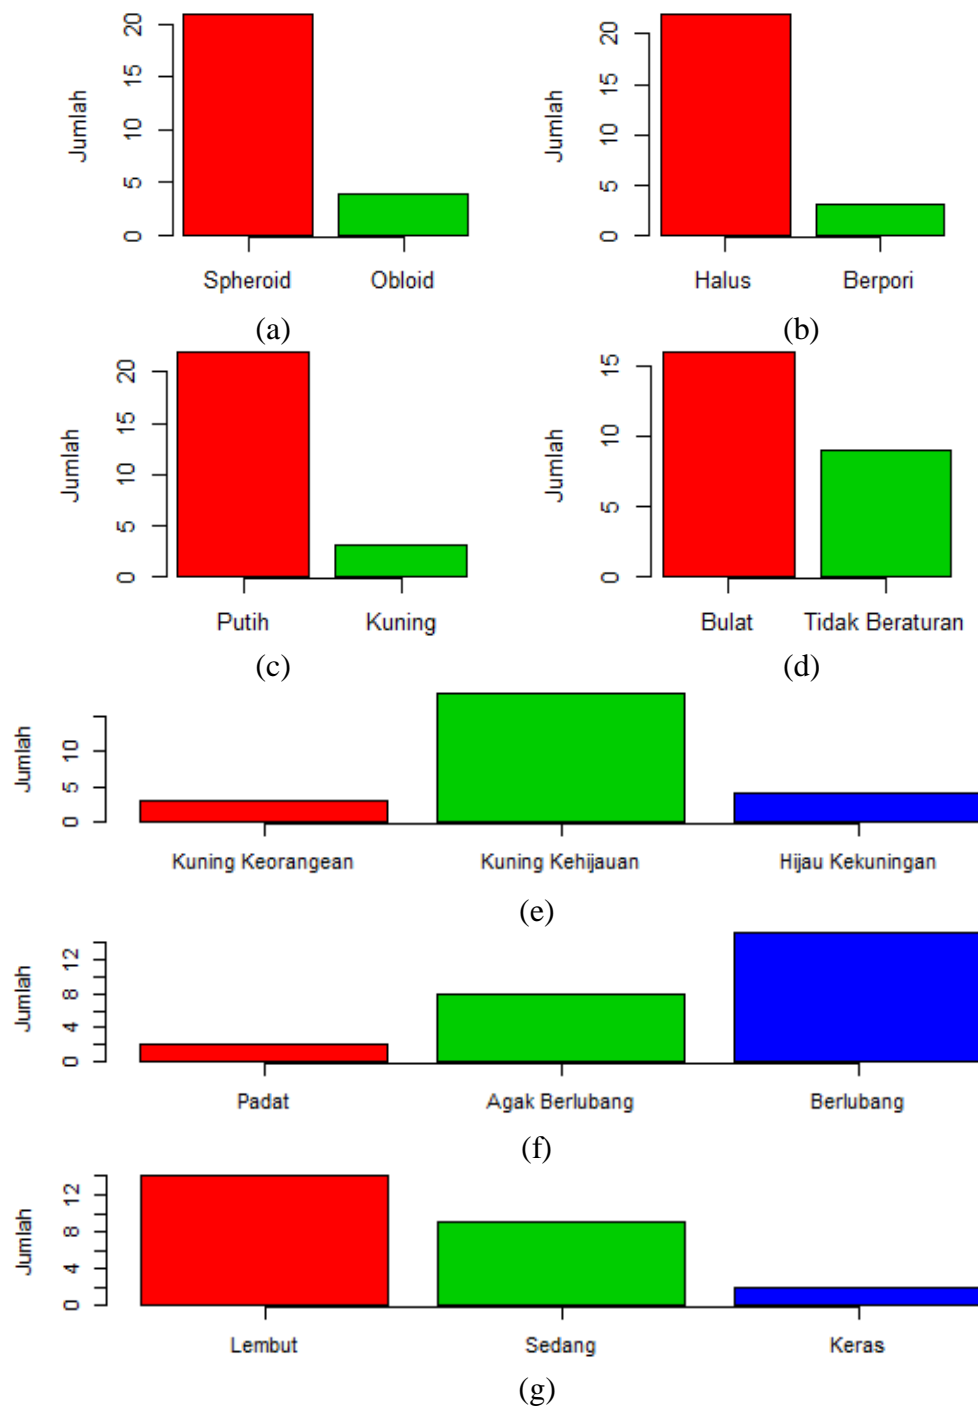 Jumlah
0 5 10 15 20
Spheroid Obloid
(a)
Jumlah
0 5 10 15 20
Halus Berpori
(b)
Jumlah
0 5 10 15 20
Putih Kuning
(c)
Jumlah
0 5 10 15
Bulat Tidak Beraturan
(d)
Jumlah
0 5 10
Kuning Keorangean Kuning Kehijauan Hijau Kekuningan
(e)
Jumlah
0 4 8 12
Padat Agak Berlubang Berlubang
(f)
Jumlah
0 4 8 12
Lembut Sedang Keras
(g)